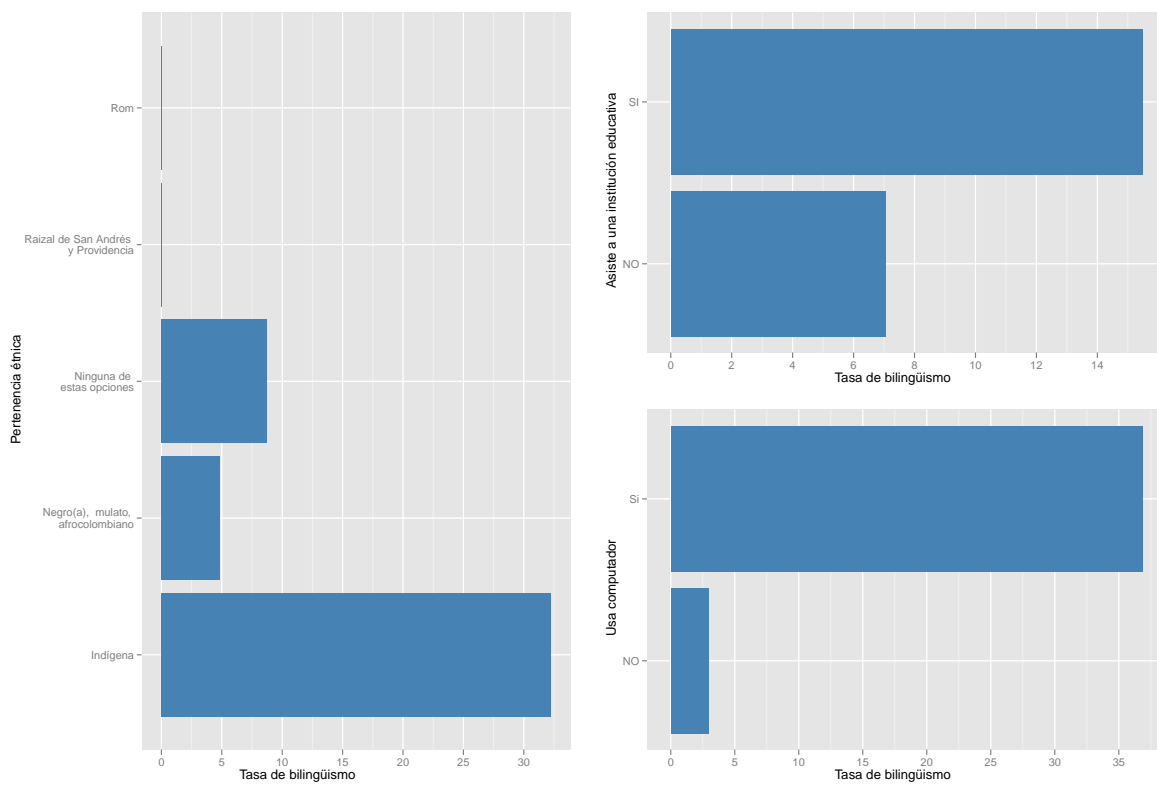 Pertenencia étnica
Rom
Raizal de San Andrés
y Providencia
Ninguna de
estas opciones
Negro(a), mulato,
afrocolombiano
Indígena
0 5 10 15 20 25 30
Tasa de bilingüismo
Asiste a una institución educativa
SI
NO
0 2 4 6 8 10 12 14
Tasa de bilingüismo
Usa computador
Si
NO
0 5 10 15 20 25 30 35
Tasa de bilingüismo